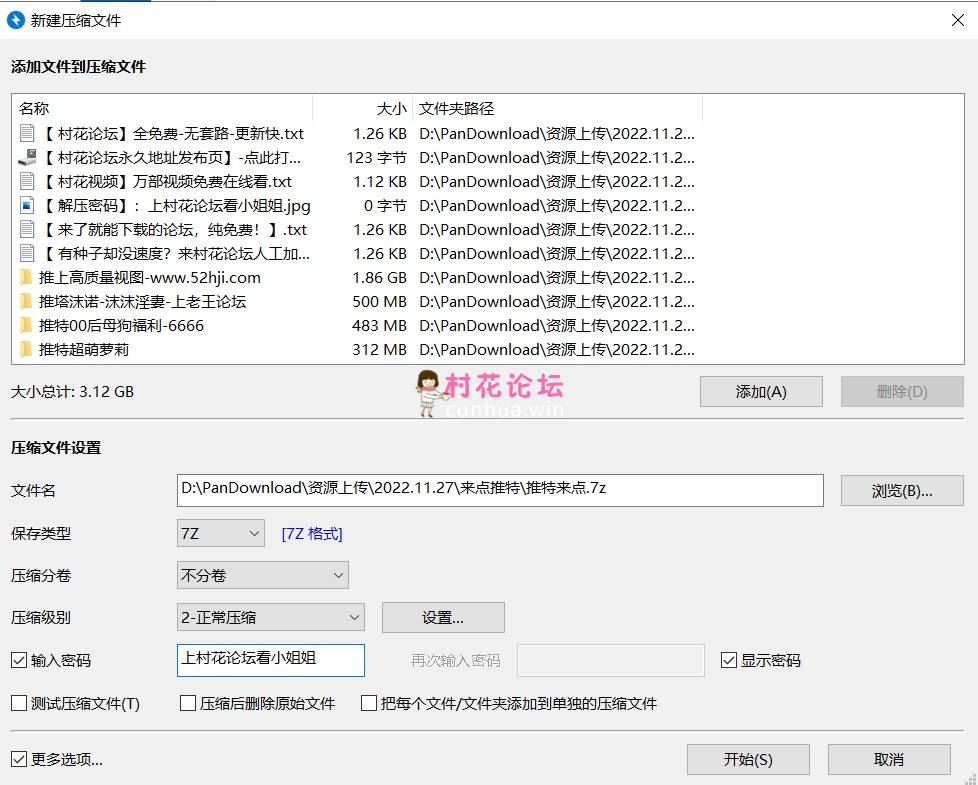 新建压缩文件
添加文件到压缩文件
名称 大小 文件夹路径
【 村花论坛】全免费-无套路-更新快.txt 1.26 KB D:\PanDownload\资源上传\2022.11.2...
【 村花论坛永久地址发布页】-点此打... 123 字节 D:\PanDownload\资源上传\2022.11.2...
【 村花视频】万部视频免费在线看.txt 1.12 KB D:\PanDownload\资源上传\2022.11.2...
【 解压密码】：上村花论坛看小姐姐.jpg 0 字节 D:\PanDownload\资源上传\2022.11.2...
【 来了就能下载的论坛，纯免费！】.txt 1.26 KB D:\PanDownload\资源上传\2022.11.2...
【 有种子却没速度？来村花论坛人工加... 1.26 KB D:\PanDownload\资源上传\2022.11.2...
推上高质量视图-www.52hji.com 1.86 GB D:\PanDownload\资源上传\2022.11.2...
推塔沫诺-沫沫淫妻-上老王论坛 500 MB D:\PanDownload\资源上传\2022.11.2...
推特00后母狗福利-6666 483 MB D:\PanDownload\资源上传\2022.11.2...
推特超萌萝莉 312 MB D:\PanDownload\资源上传\2022.11.2...
大小总计: 3.12 GB 添加(A) 删除(D)
村花论坛
cunhua.win
压缩文件设置
文件名 D:\PanDownload\资源上传\2022.11.27\来点推特\推特来点.7z 浏览(B)...
保存类型 7Z [7Z 格式]
压缩分卷 不分卷
压缩级别 2-正常压缩 设置...
输入密码 上村花论坛看小姐姐 再次输入密码 显示密码
测试压缩文件(T) 压缩后删除原始文件 把每个文件/文件夹添加到单独的压缩文件
更多选项... 开始(S) 取消